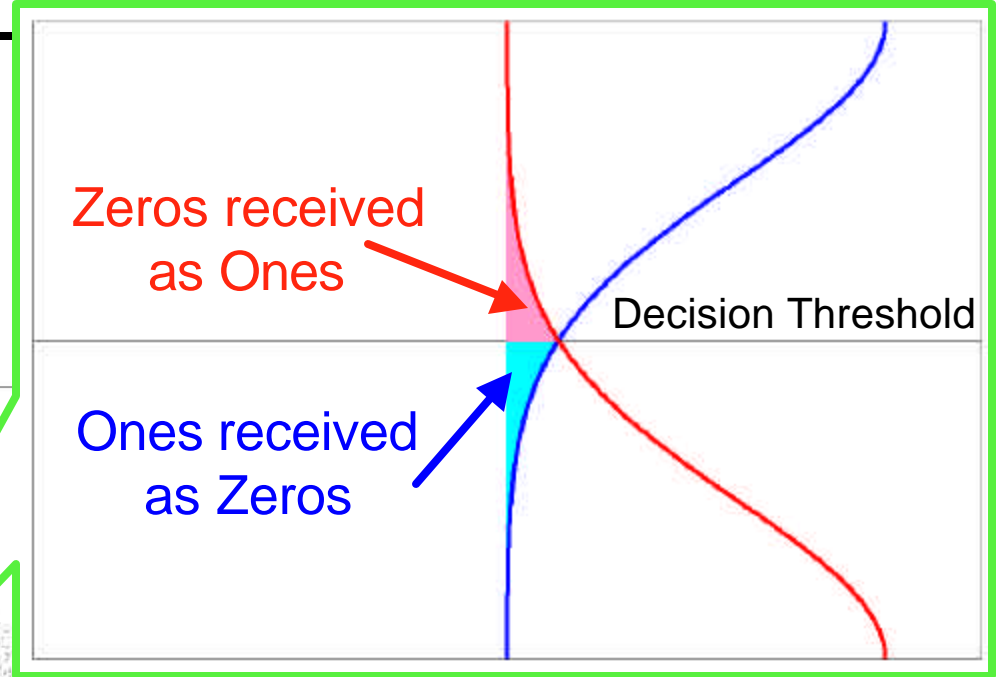 Zeros received
as Ones
Decision Threshold
Ones received
as Zeros